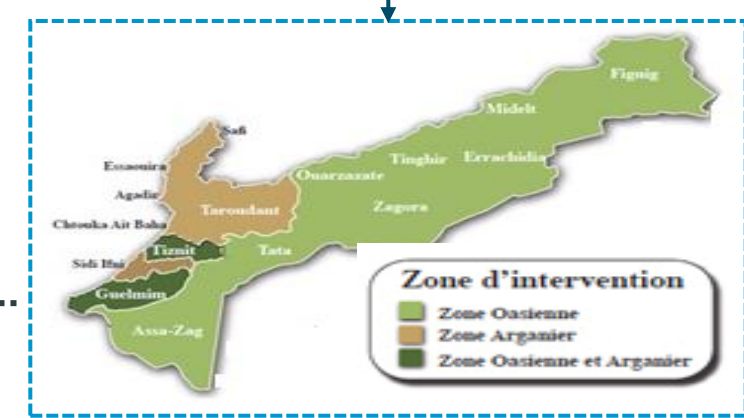 Figuig
Midelt
Safi
Essaouira
Tinghir
Errachidia
Ouarzazate
Agadir
Taroudant
Zagora
Chtouka Ait Baha
Tiznit
Tata
Sidi Ifni
Guelmim
Assa-Zag
Zone d'intervention
Zone Oasienne
Zone Arganier
Zone Oasienne et Arganier
..